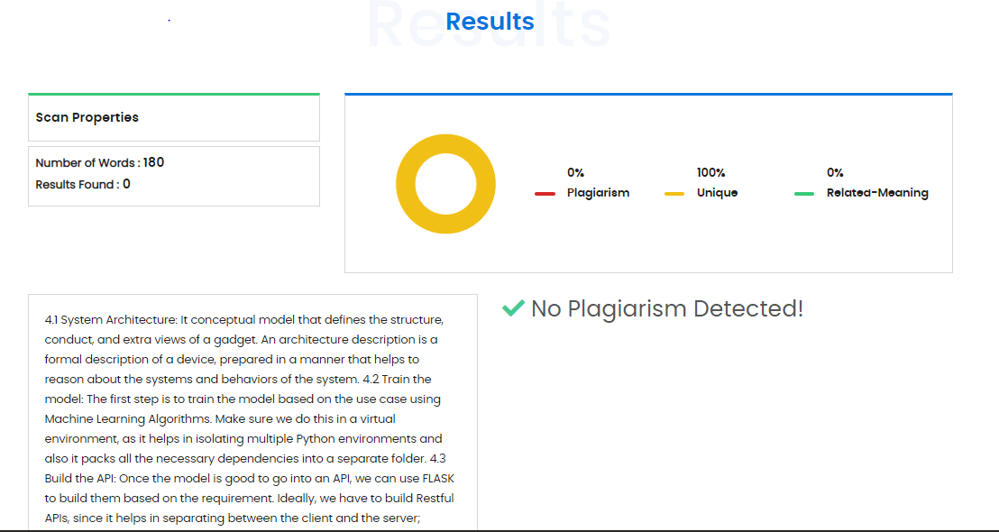 Results
Results
Scan Properties
Number of Words : 180
Results Found : 0
0%
Plagiarism
100%
Unique
0%
Related-Meaning
4.1 System Architecture: It conceptual model that defines the structure,
conduct, and extra views of a gadget. An architecture description is a
formal description of a device, prepared in a manner that helps to
reason about the systems and behaviors of the system. 4.2 Train the
model: The first step is to train the model based on the use case using
Machine Learning Algorithms. Make sure we do this in a virtual
environment, as it helps in isolating multiple Python environments and
also it packs all the necessary dependencies into a separate folder. 4.3
Build the API: Once the model is good to go into an API, we can use FLASK
to build them based on the requirement. Ideally, we have to build Restful
APIs, since it helps in separating between the client and the server;
No Plagiarism Detected!